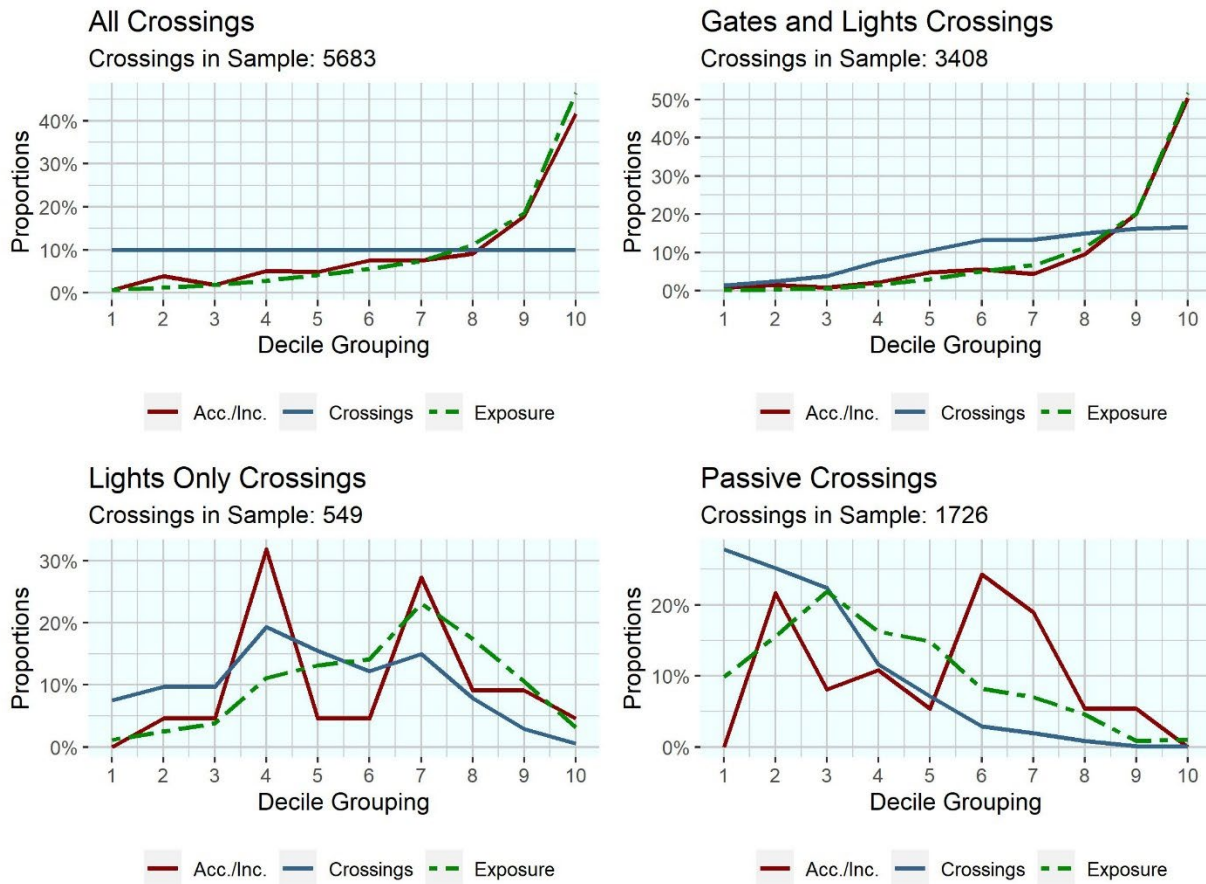 All Crossings
Crossings in Sample: 5683
40%
30%
20%
10%
0%
Proportions
1 2 3 4 5 6 7 8 9 10
Decile Grouping
Acc./Inc. Crossings Exposure
Gates and Lights Crossings
Crossings in Sample: 3408
50%
40%
30%
20%
10%
0%
Proportions
1 2 3 4 5 6 7 8 9 10
Decile Grouping
Acc./Inc. Crossings Exposure
Lights Only Crossings
Crossings in Sample: 549
30%
20%
10%
0%
Proportions
1 2 3 4 5 6 7 8 9 10
Decile Grouping
Acc./Inc. Crossings Exposure
Passive Crossings
Crossings in Sample: 1726
20%
10%
0%
Proportions
1 2 3 4 5 6 7 8 9 10
Decile Grouping
Acc./Inc. Crossings Exposure